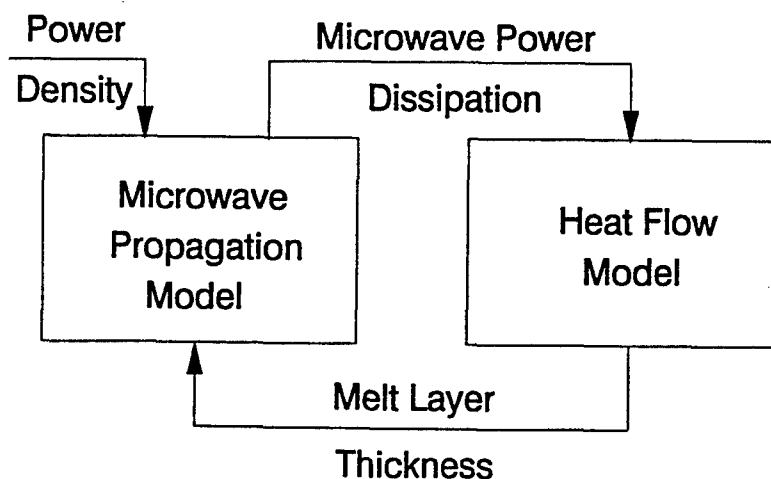 Power
Density
Microwave Power
Dissipation
Microwave
Propagation
Model
Heat Flow
Model
Melt Layer
Thickness